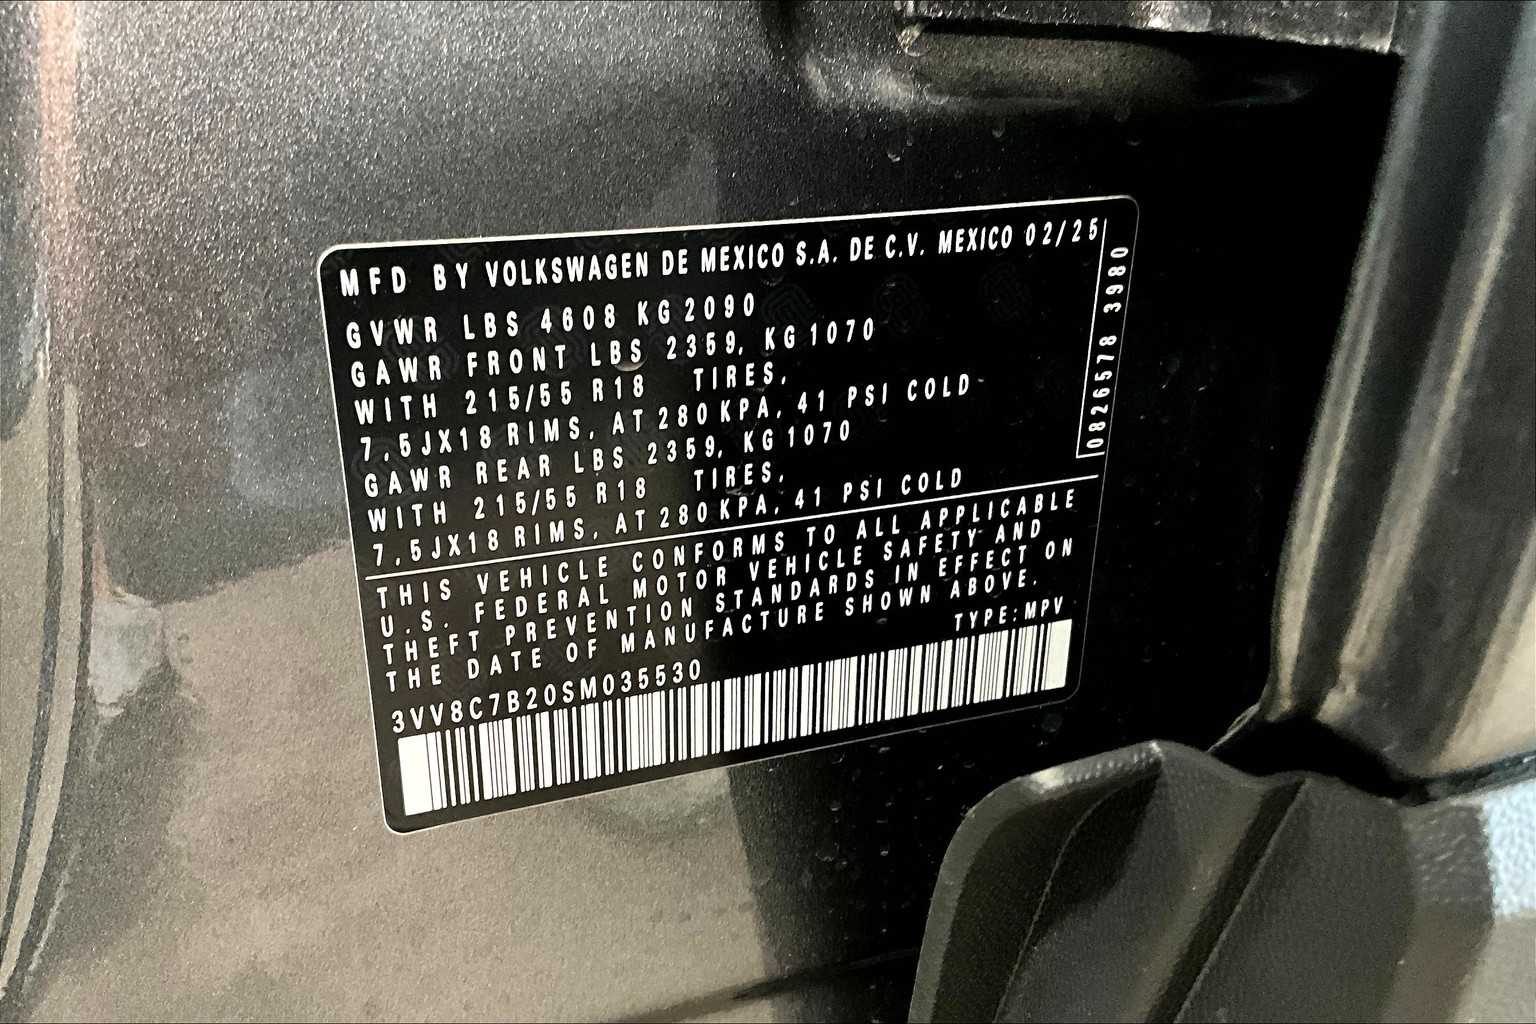 MFD BY VOLKSWAGEN DE MEXICO S.A. DE C.V. MEXICO 02/25
GVWR LBS 4608 KG 2090
GAWR FRONT LBS 2359, KG 1070
WITH 215/55 R18 TIRES,
7,5JX18 RIMS, AT 280 KPA, 41 PSI COLD
GAWR REAR LBS 2359, KG 1070
WITH 215/55 R18 TIRES,
7,5JX18 RIMS, AT 280 KPA, 41 PSI COLD
0826578 3980
THIS VEHICLE CONFORMS TO ALL APPLICABLE
U.S. FEDERAL MOTOR VEHICLE SAFETY AND
THEFT PREVENTION STANDARDS IN EFFECT ON
THE DATE OF MANUFACTURE SHOWN ABOVE.
TYPE:MPV
3VV8C7B20SM035530